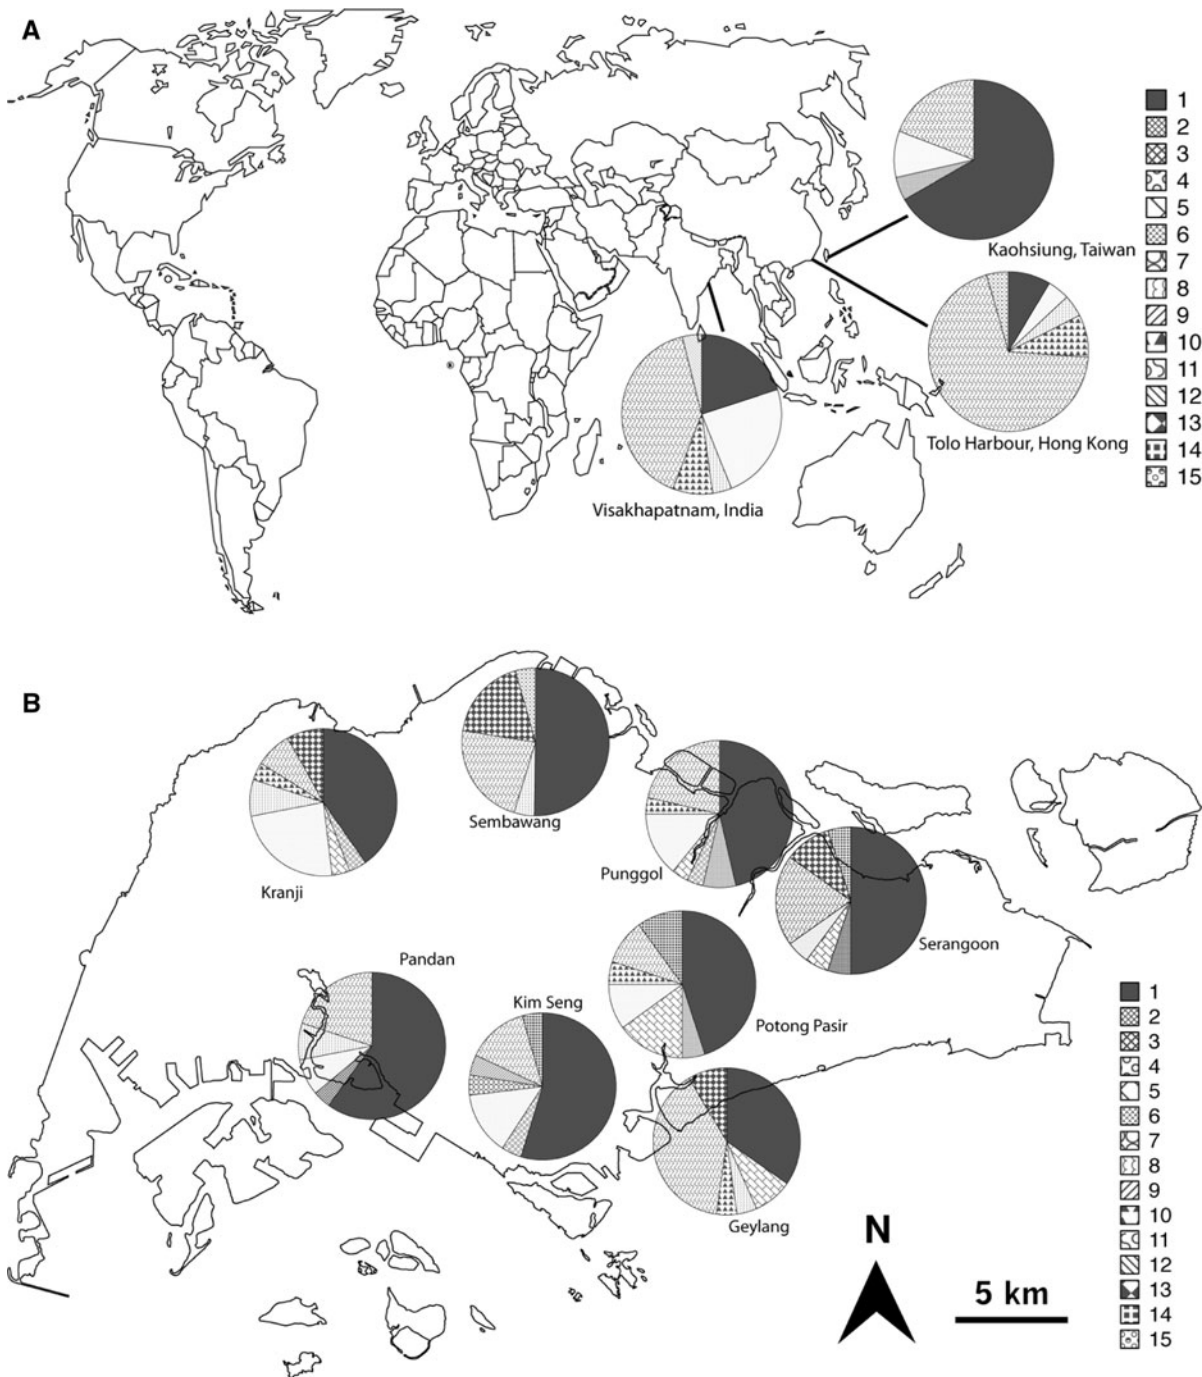 A
1
2
3
4
5
6
7
8
9
10
11
12
13
14
15
Kaohsiung, Taiwan
Tolo Harbour, Hong Kong
Visakhapatnam, India
B
Sembawang
Kranji
Punggol
Serangoon
Pandan
Kim Seng
Potong Pasir
Geylang
1
2
3
4
5
6
7
8
9
10
11
12
13
14
15
N
5 km